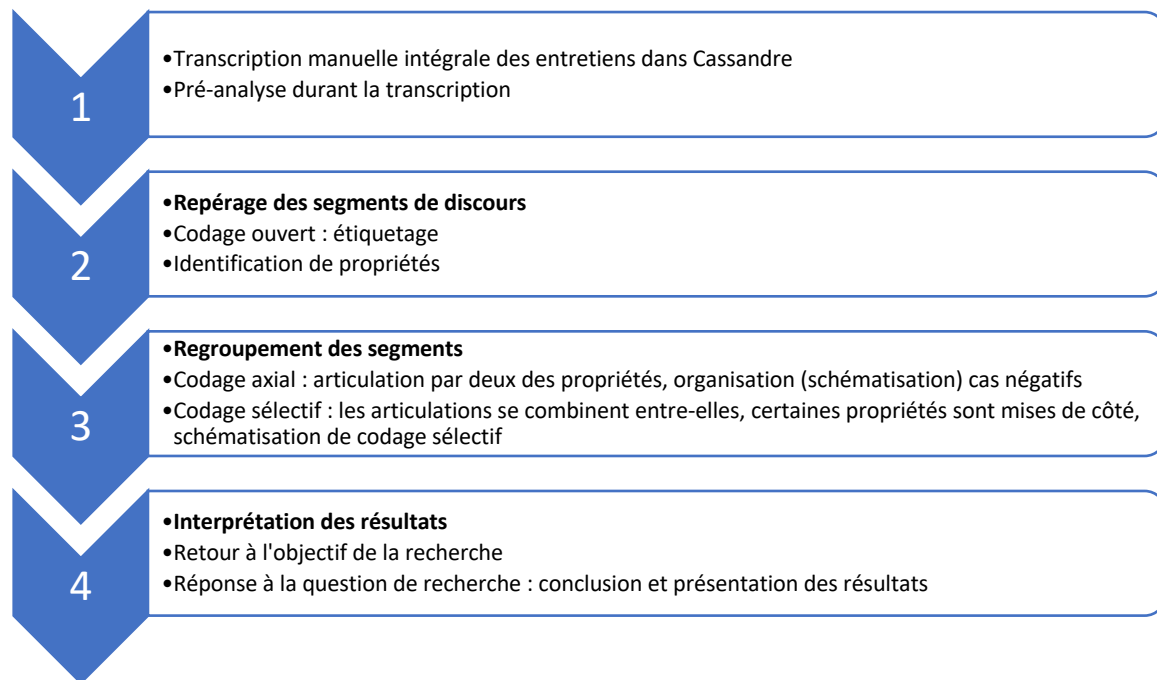 1
•Transcription manuelle intégrale des entretiens dans Cassandre
•Pré-analyse durant la transcription
2
•Repérage des segments de discours
•Codage ouvert : étiquetage
•Identification de propriétés
3
•Regroupement des segments
•Codage axial : articulation par deux des propriétés, organisation (schématisation) cas négatifs
•Codage sélectif : les articulations se combinent entre-elles, certaines propriétés sont mises de côté,
schématisation de codage sélectif
4
•Interprétation des résultats
•Retour à l'objectif de la recherche
•Réponse à la question de recherche : conclusion et présentation des résultats